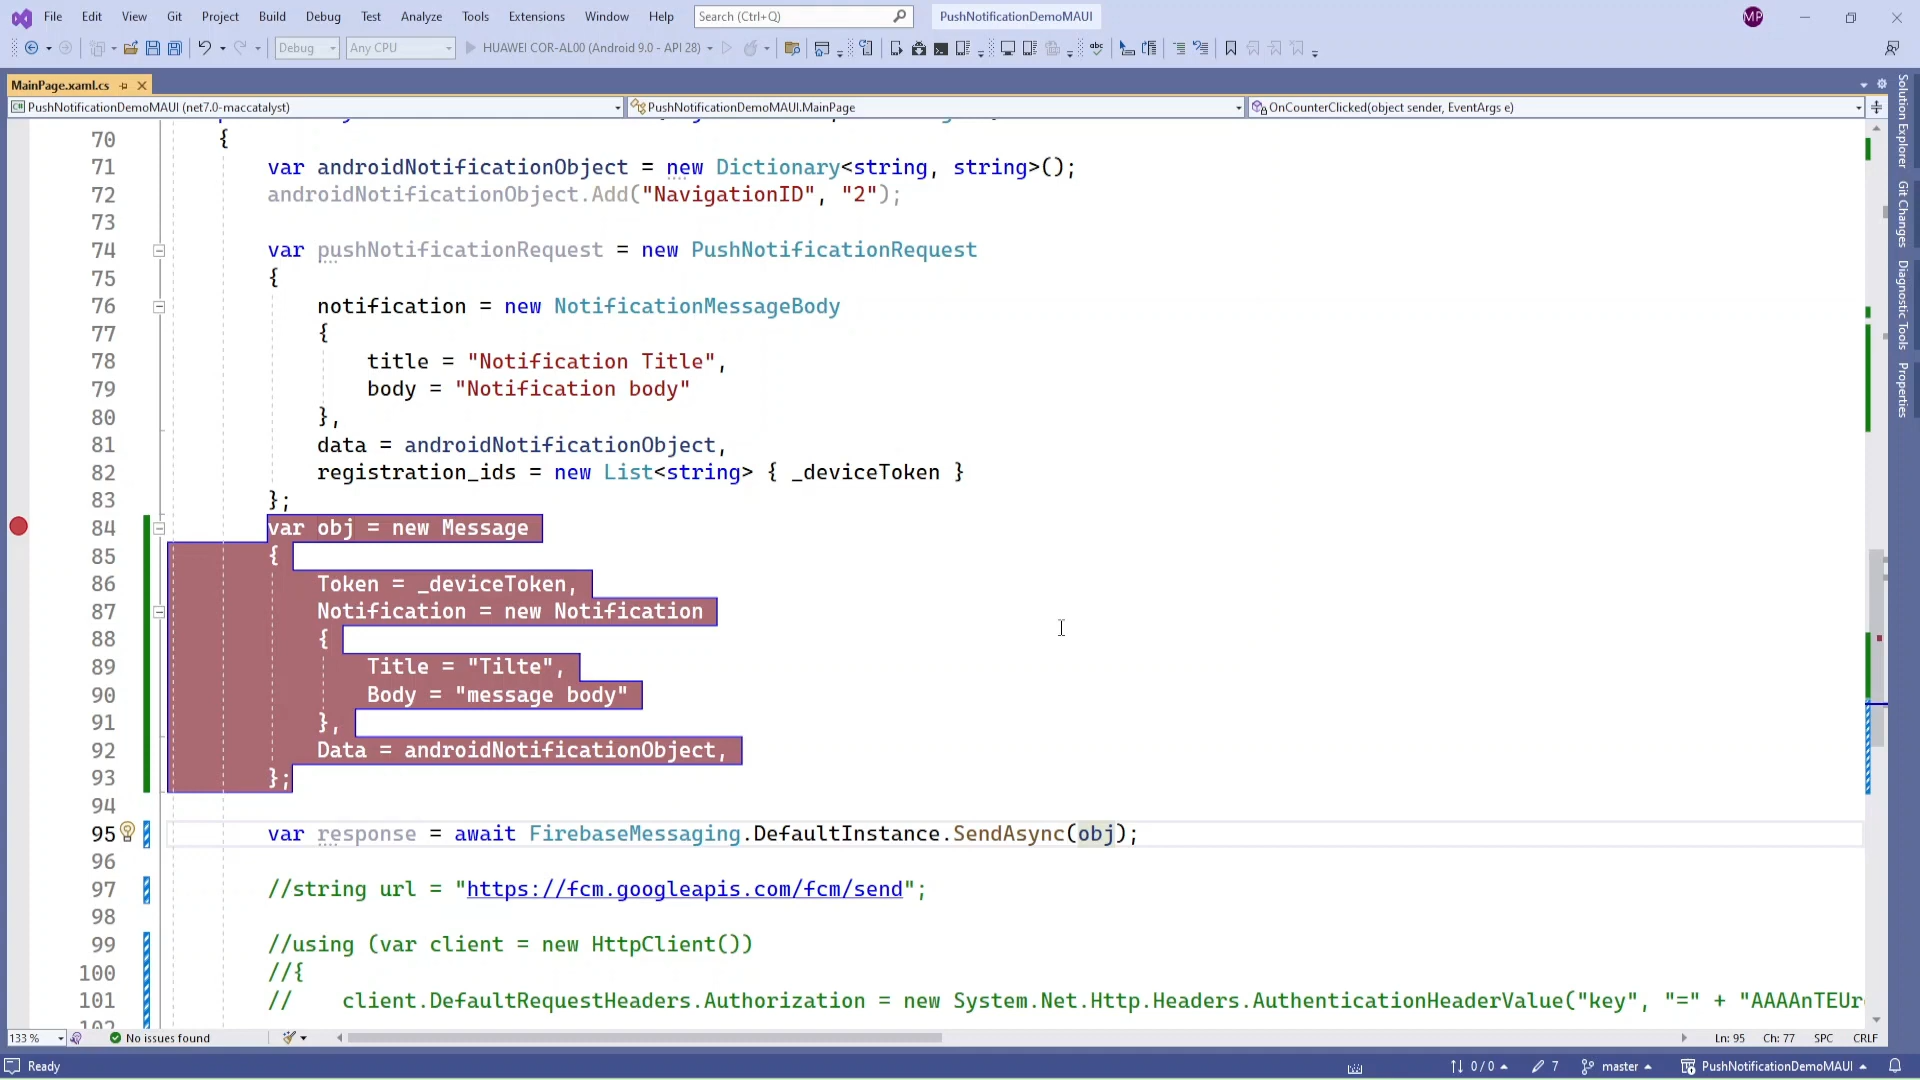 File Edit View Git Project Build Debug Test Analyze Tools Extensions Window Help Search (Ctrl+Q) PushNotificationDemoMAUI MP
Debug Any CPU HUAWEI COR-AL00 (Android 9.0 - API 28)
MainPage.xaml.cs
PushNotificationDemoMAUI (net7.0-maccatalyst) PushNotificationDemoMAUI.MainPage OnCounterClicked(object sender, EventArgs e)
70 {
71 var androidNotificationObject = new Dictionary<string, string>();
72 androidNotificationObject.Add("NavigationID", "2");
73
74 var pushNotificationRequest = new PushNotificationRequest
75 {
76 notification = new NotificationMessageBody
77 {
78 title = "Notification Title",
79 body = "Notification body"
80 },
81 data = androidNotificationObject,
82 registration_ids = new List<string> { _deviceToken }
83 };
84 var obj = new Message
85 {
86 Token = _deviceToken,
87 Notification = new Notification
88 {
89 Title = "Tilte",
90 Body = "message body"
91 },
92 Data = androidNotificationObject,
93 };
94
95 var response = await FirebaseMessaging.DefaultInstance.SendAsync(obj);
96
97 //string url = "https://fcm.googleapis.com/fcm/send";
98
99 //using (var client = new HttpClient())
100 //{
101 // client.DefaultRequestHeaders.Authorization = new System.Net.Http.Headers.AuthenticationHeaderValue("key", "=" + "AAAAnTEUr
Solution Explorer
Git Changes
Diagnostic Tools
Properties
133 % No issues found Ln: 95 Ch: 77 SPC CRLF
Ready 0 / 0 7 master PushNotificationDemoMAUI